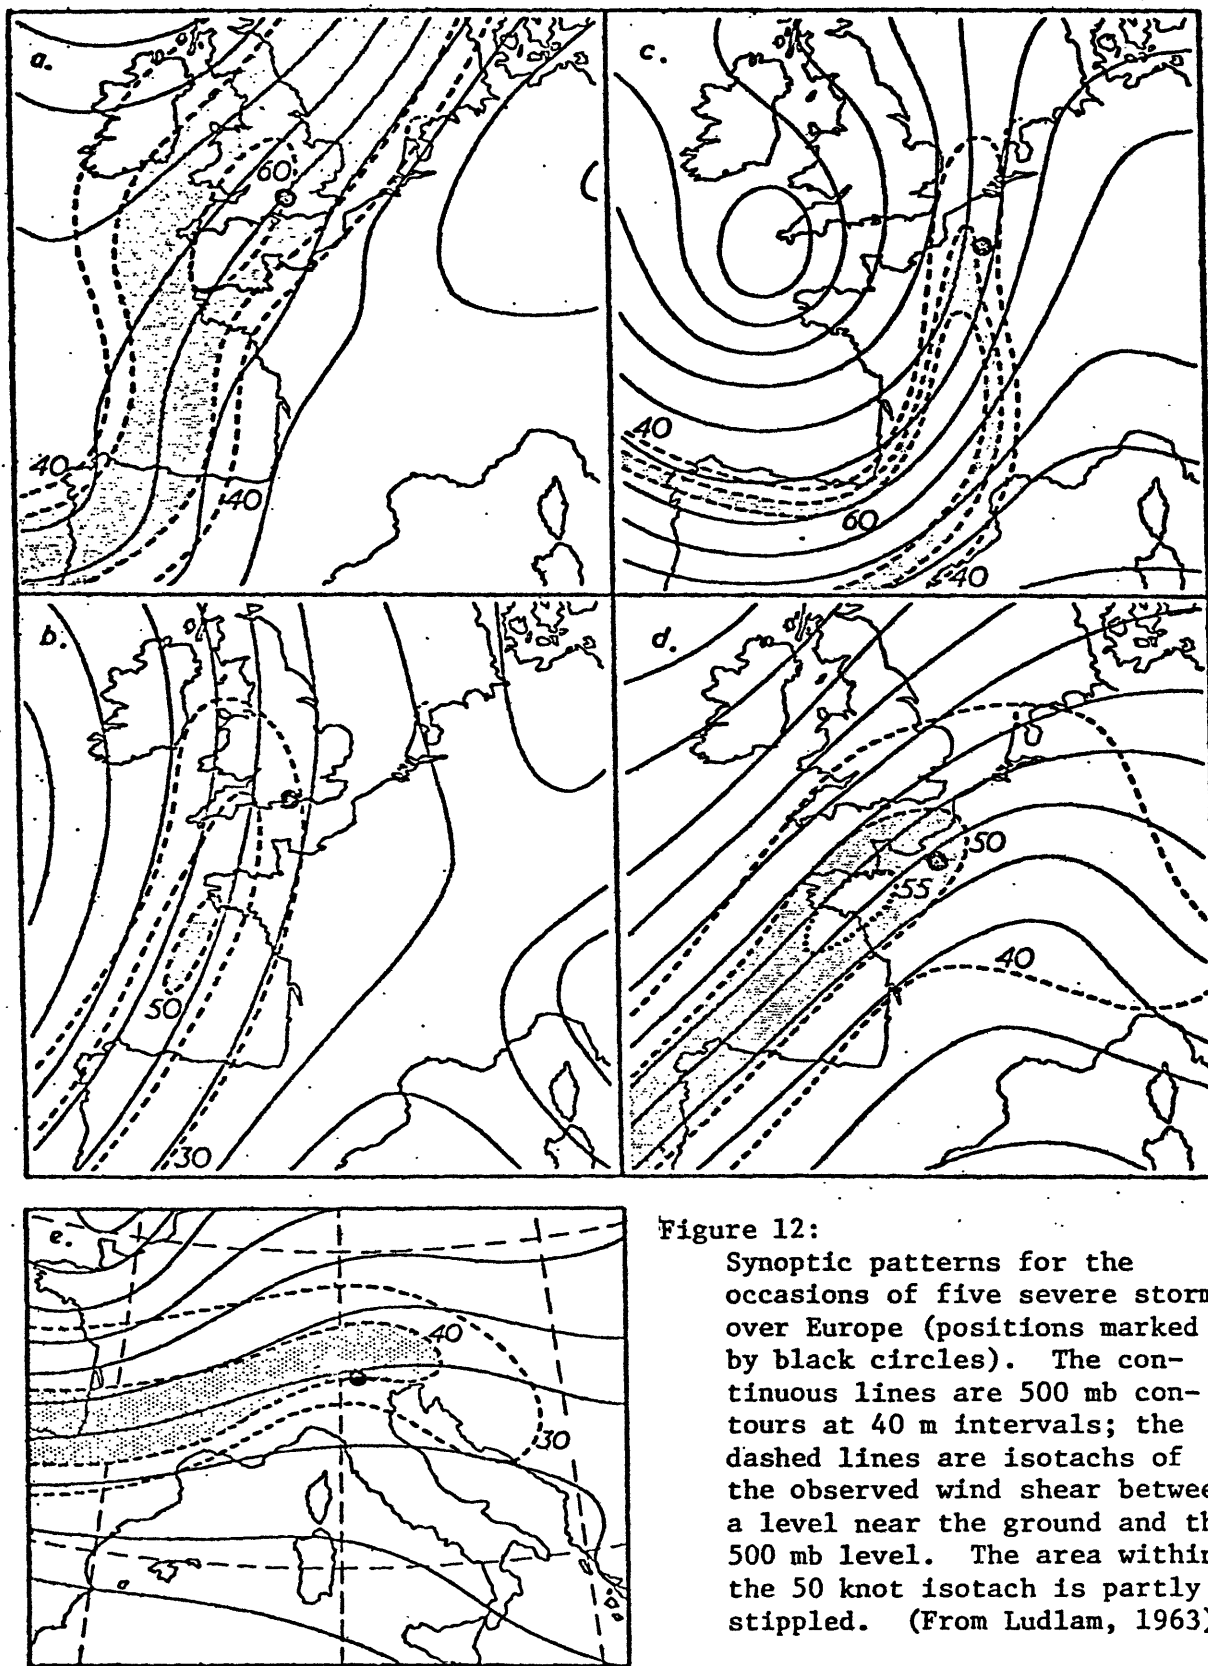 a.
60
40
40
c.
40
60
40
b.
50
30
d.
50
55
40
e.
40
30
Figure 12:
Synoptic patterns for the
occasions of five severe storm
over Europe (positions marked
by black circles). The con-
tinuous lines are 500 mb con-
tours at 40 m intervals; the
dashed lines are isotachs of
the observed wind shear betwee
a level near the ground and th
500 mb level. The area within
the 50 knot isotach is partly
stippled. (From Ludlam, 1963)